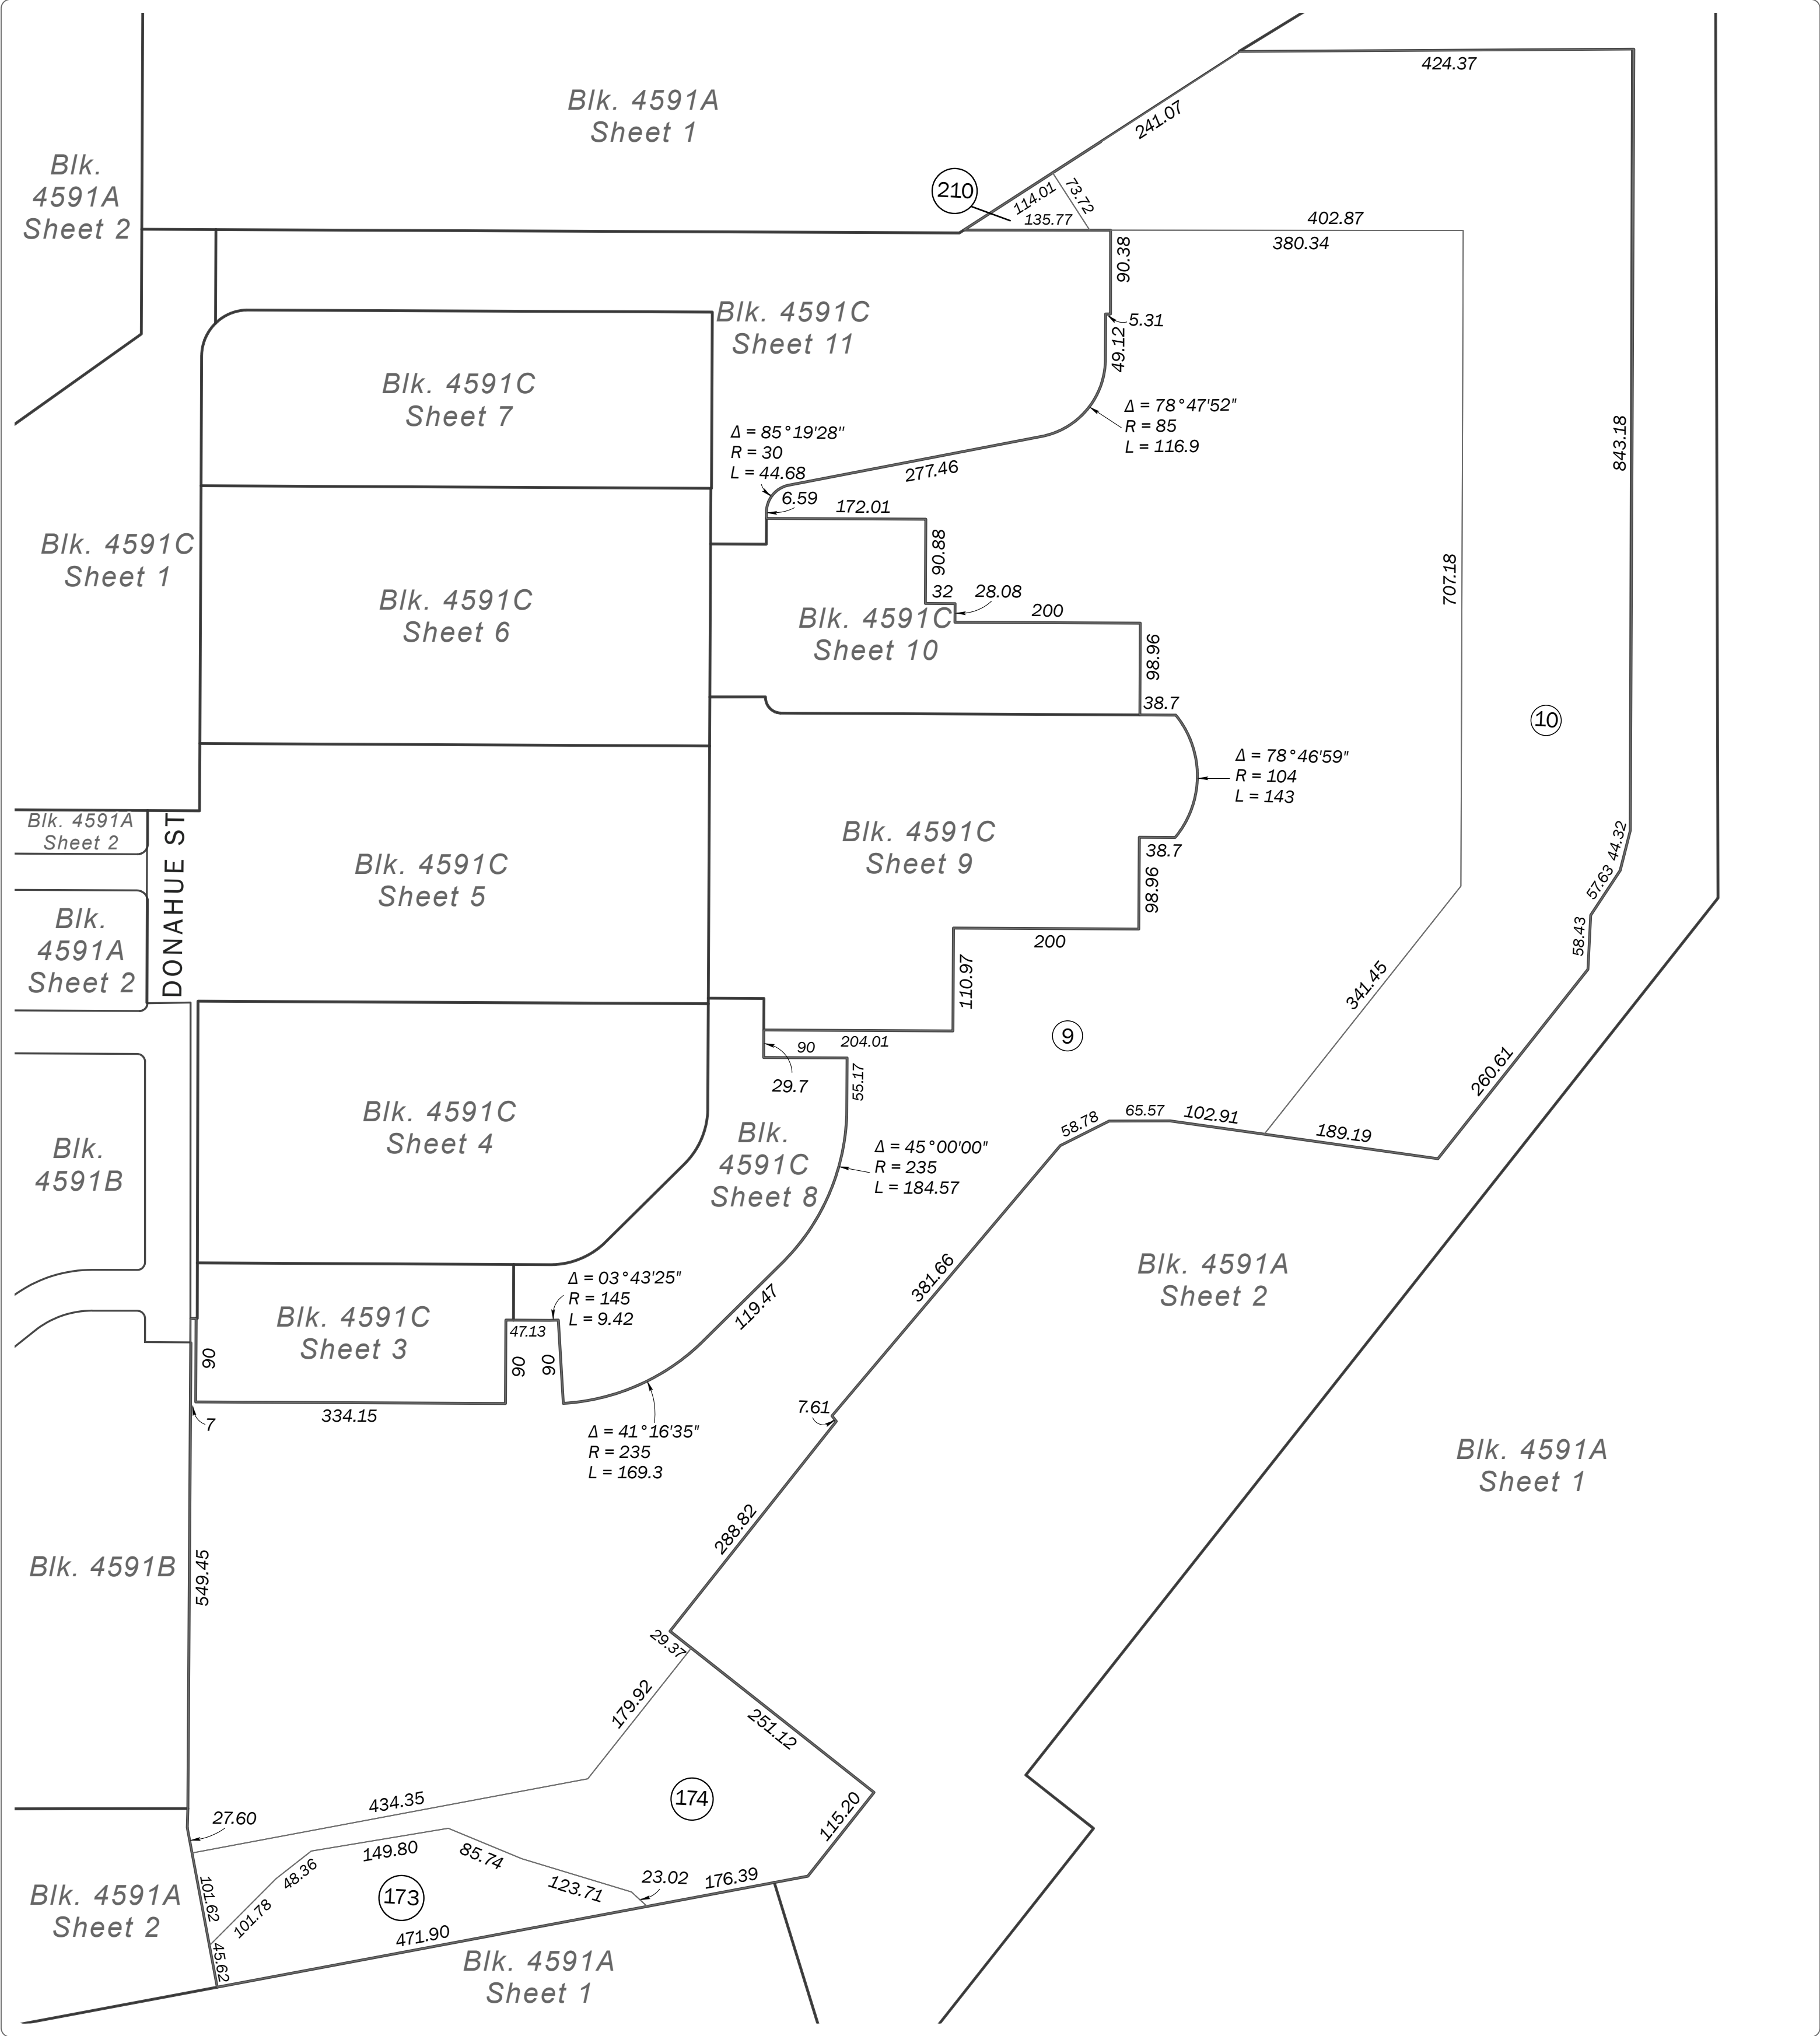 424.37
Blk. 4591A
Sheet 1
241.07
Blk.
4591A
Sheet 2
210
114.01
73.72
135.77
402.87
380.34
90.38
Blk. 4591C
Sheet 11
5.31
49.12
Blk. 4591C
Sheet 7
Δ = 78°47'52"
R = 85
L = 116.9
Δ = 85°19'28"
R = 30
L = 44.68
277.46
843.18
6.59
172.01
Blk. 4591C
Sheet 1
90.88
707.18
Blk. 4591C
Sheet 6
32
28.08
200
Blk. 4591C
Sheet 10
98.96
38.7
10
Δ = 78°46'59"
R = 104
L = 143
Blk. 4591A
Sheet 2
DONAHUE ST
Blk. 4591C
Sheet 9
38.7
44.32
57.63
Blk. 4591C
Sheet 5
98.96
58.43
Blk.
4591A
Sheet 2
200
110.97
341.45
204.01
90
9
29.7
55.17
260.61
Blk. 4591C
Sheet 4
58.78
65.57
102.91
189.19
Blk.
4591C
Sheet 8
Δ = 45°00'00"
R = 235
L = 184.57
Blk.
4591B
Blk. 4591A
Sheet 2
Δ = 03°43'25"
R = 145
L = 9.42
381.66
119.47
Blk. 4591C
Sheet 3
47.13
90
90
90
7
334.15
7.61
Δ = 41°16'35"
R = 235
L = 169.3
Blk. 4591A
Sheet 1
288.82
549.45
Blk. 4591B
29.37
179.92
251.12
434.35
174
115.20
27.60
149.80
85.74
48.36
123.71
23.02
176.39
101.62
101.78
173
Blk. 4591A
Sheet 2
471.90
45.62
Blk. 4591A
Sheet 1